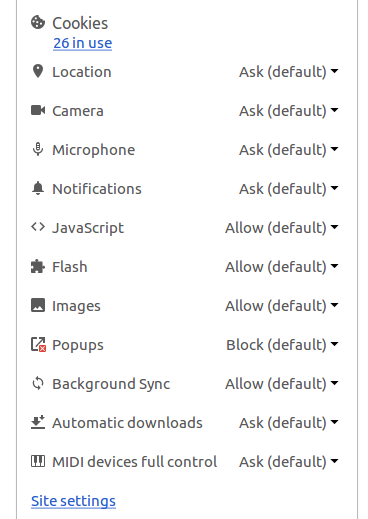 Cookies
26 in use
Location Ask (default)
Camera Ask (default)
Microphone Ask (default)
Notifications Ask (default)
JavaScript Allow (default)
Flash Allow (default)
Images Allow (default)
Popups Block (default)
Background Sync Allow (default)
Automatic downloads Ask (default)
MIDI devices full control Ask (default)
Site settings